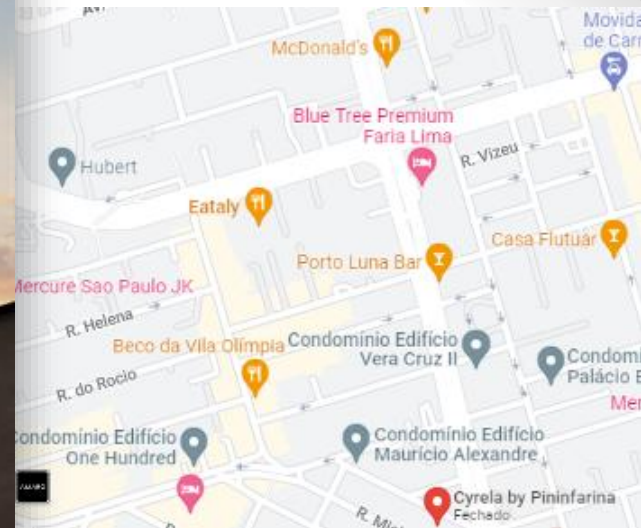 Movida
de Carr
McDonald's
Blue Tree Premium
Faria Lima
R. Vizeu
Hubert
Eataly
Casa Flutuar
Porto Luna Bar
Mercure Sao Paulo JK
R. Helena
Beco da Vila Olímpia
Condomínio Edifício
Vera Cruz II
R. do Rocio
Condomí
Palácio E
Mer
Condomínio Edifício
One Hundred
Condomínio Edifício
Maurício Alexandre
Cyrela by Pininfarina
Fechado